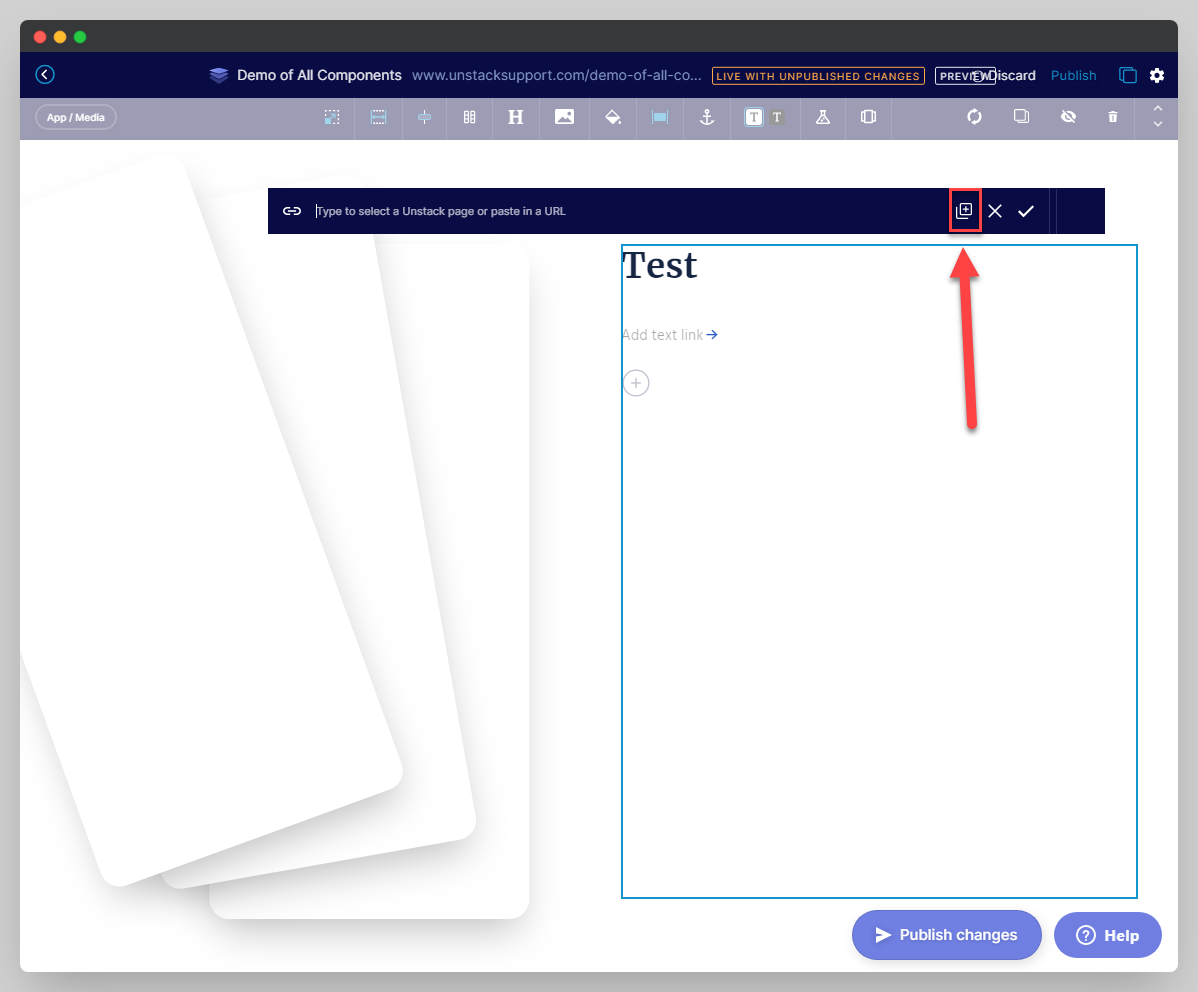 Demo of All Components www.unstacksupport.com/demo-of-all-co... LIVE WITH UNPUBLISHED CHANGES PREVIEW Discard Publish
App / Media H T T
Type to select a Unstack page or paste in a URL
Test
Add text link
Publish changes ? Help